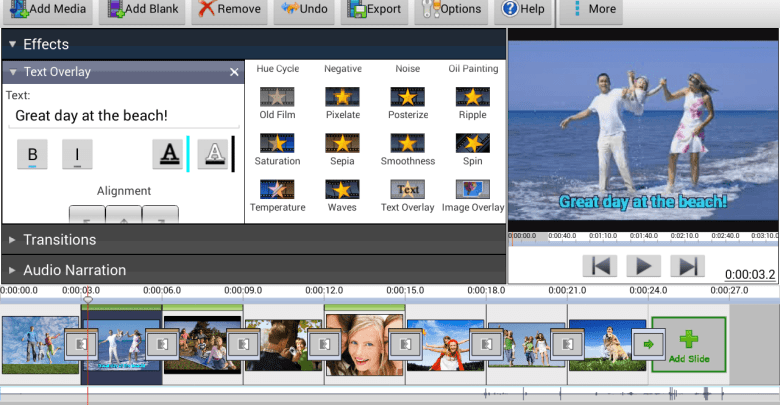 Add Media Add Blank Remove Undo Export Options Help More
Effects
Text Overlay
Text:
Great day at the beach!
B I A A
Alignment
Hue Cycle Negative Noise Oil Painting
Old Film Pixelate Posterize Ripple
Saturation Sepia Smoothness Spin
Text
Temperature Waves Text Overlay Image Overlay
Transitions
Audio Narration
Great day at the beach!
0:00:00.0 0:00:40.0 0:01:10.0 0:01:40.0 0:02:10.0 0:02:40.0 0:03:10.0
0:00:03.2
0:00:00.0 0:00:03.0 0:00:06.0 0:00:09.0 0:00:12.0 0:00:15.0 0:00:18.0 0:00:21.0 0:00:24.0 0:00:27.0
Add Slide